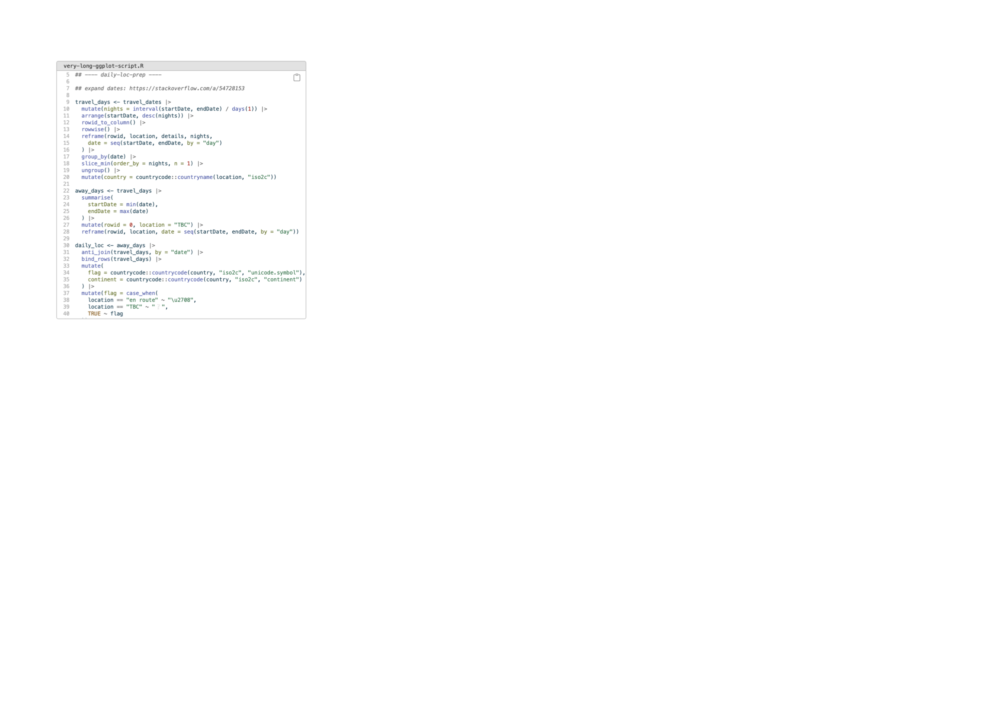 very-long-ggplot-script.R
5 ## ---- daily-loc-prep ----
6
7 ## expand dates: https://stackoverflow.com/a/54728153
8
9 travel_days <- travel_dates |>
10   mutate(nights = interval(startDate, endDate) / days(1)) |>
11   arrange(startDate, desc(nights)) |>
12   rowid_to_column() |>
13   rowwise() |>
14   reframe(rowid, location, details, nights,
15     date = seq(startDate, endDate, by = "day")
16   ) |>
17   group_by(date) |>
18   slice_min(order_by = nights, n = 1) |>
19   ungroup() |>
20   mutate(country = countrycode::countryname(location, "iso2c"))
21
22 away_days <- travel_days |>
23   summarise(
24     startDate = min(date),
25     endDate = max(date)
26   ) |>
27   mutate(rowid = 0, location = "TBC") |>
28   reframe(rowid, location, date = seq(startDate, endDate, by = "day"))
29
30 daily_loc <- away_days |>
31   anti_join(travel_days, by = "date") |>
32   bind_rows(travel_days) |>
33   mutate(
34     flag = countrycode::countrycode(country, "iso2c", "unicode.symbol"),
35     continent = countrycode::countrycode(country, "iso2c", "continent")
36   ) |>
37   mutate(flag = case_when(
38     location == "en route" ~ "\u2708",
39     location == "TBC" ~ "❔",
40     TRUE ~ flag